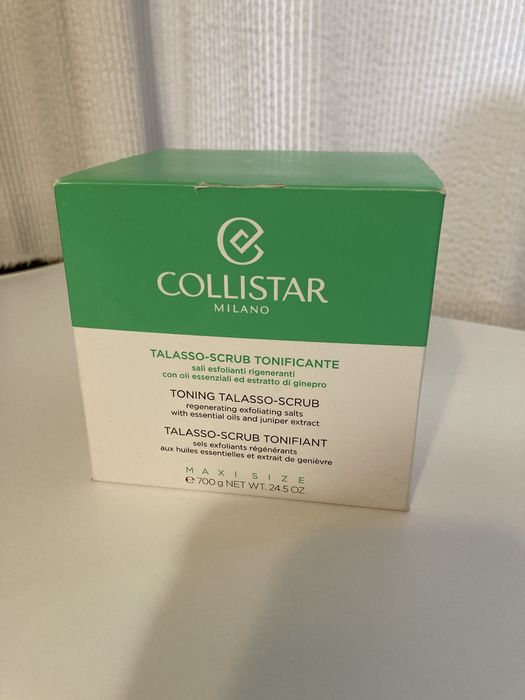 COLLISTAR
MILANO
TALASSO-SCRUB TONIFICANTE
sali esfolianti rigeneranti
con oli essenziali ed estratto di ginepro
TONING TALASSO-SCRUB
regenerating exfoliating salts
with essential oils and juniper extract
TALASSO-SCRUB TONIFIANT
sels exfoliants régénérants
aux huiles essentielles et extrait de genièvre
MAXI SIZE
℮ 700 g NET WT. 24.5 OZ.